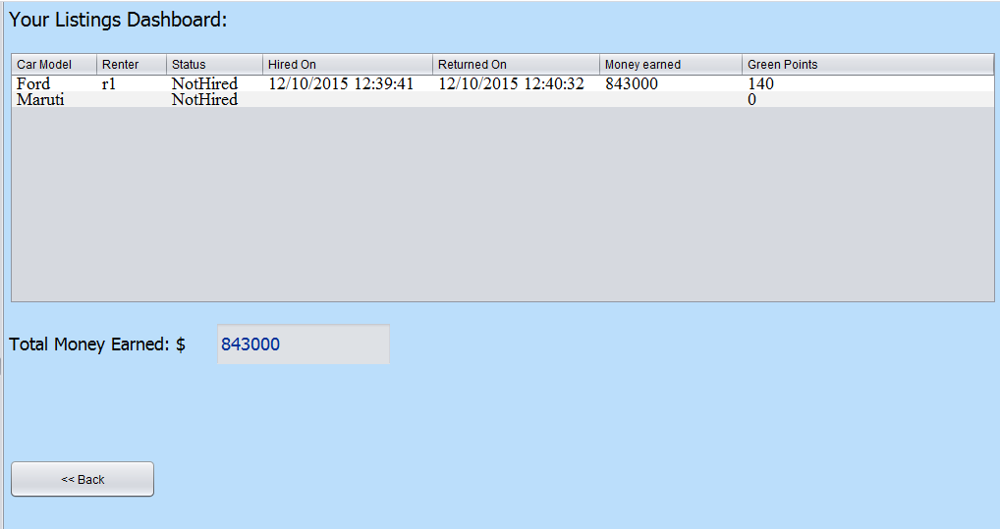 Your Listings Dashboard:
Car Model Renter Status Hired On Returned On Money earned Green Points
Ford r1 NotHired 12/10/2015 12:39:41 12/10/2015 12:40:32 843000 140
Maruti NotHired 0
Total Money Earned: $ 843000
<< Back